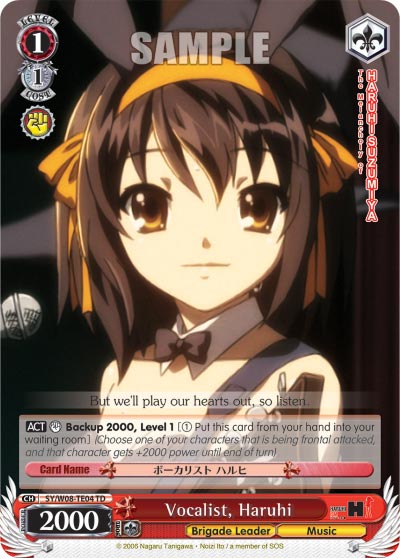 LEVEL
1
1
COST
SAMPLE
The Melancholy of
HARUHI SUZUMIYA
But we'll play our hearts out, so listen.
ACT Backup 2000, Level 1 [① Put this card from your hand into your
waiting room] (Choose one of your characters that is being frontal attacked,
and that character gets +2000 power until end of turn)
Card Name ボーカリスト ハルヒ
CH SY/W08-TE04 TD
POWER
2000
Vocalist, Haruhi
H
Brigade Leader Music
© 2006 Nagaru Tanigawa • Noizi Ito / a member of SOS